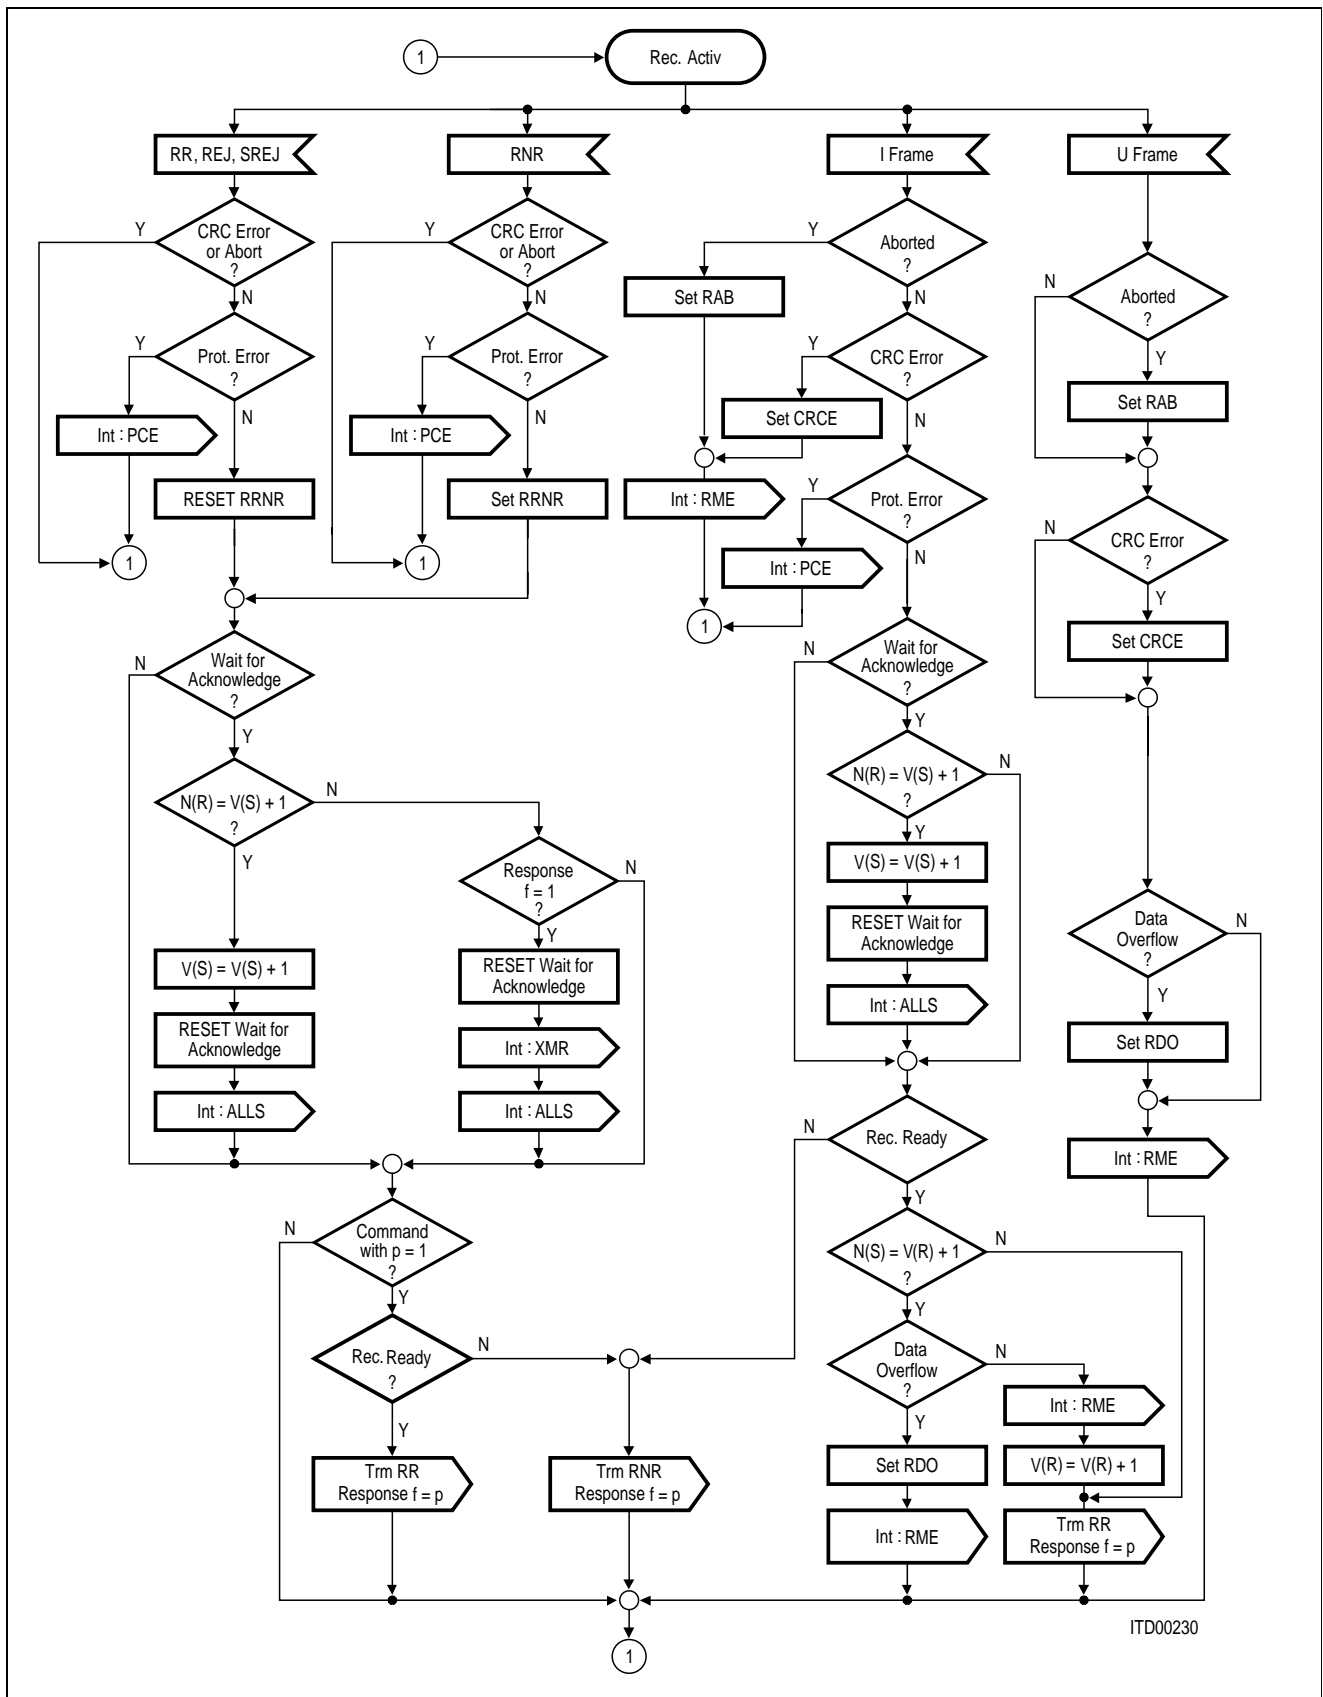 1
Rec. Activ
RR, REJ, SREJ
RNR
I Frame
U Frame
Y
CRC Error
or Abort
?
N
Y
Prot. Error
?
N
Int : PCE
RESET RRNR
1
Y
CRC Error
or Abort
?
N
Y
Prot. Error
?
N
Int : PCE
Set RRNR
1
Y
Aborted
?
N
Set RAB
Y
CRC Error
?
N
Set CRCE
Int : RME
Y
Prot. Error
?
N
Int : PCE
1
N
Aborted
?
Y
Set RAB
N
CRC Error
?
Y
Set CRCE
N
Wait for
Acknowledge
?
Y
N(R) = V(S) + 1
?
N
Y
V(S) = V(S) + 1
RESET Wait for
Acknowledge
Int : ALLS
Response
f = 1
?
N
Y
RESET Wait for
Acknowledge
Int : XMR
Int : ALLS
N
Wait for
Acknowledge
?
Y
N(R) = V(S) + 1
?
N
Y
V(S) = V(S) + 1
RESET Wait for
Acknowledge
Int : ALLS
Data
Overflow
?
N
Y
Set RDO
Int : RME
N
Rec. Ready
Y
N(S) = V(R) + 1
?
N
Y
Data
Overflow
?
N
Y
Int : RME
V(R) = V(R) + 1
Set RDO
Int : RME
Trm RR
Response f = p
N
Command
with p = 1
?
Y
Rec. Ready
?
N
Y
Trm RR
Response f = p
Trm RNR
Response f = p
1
ITD00230